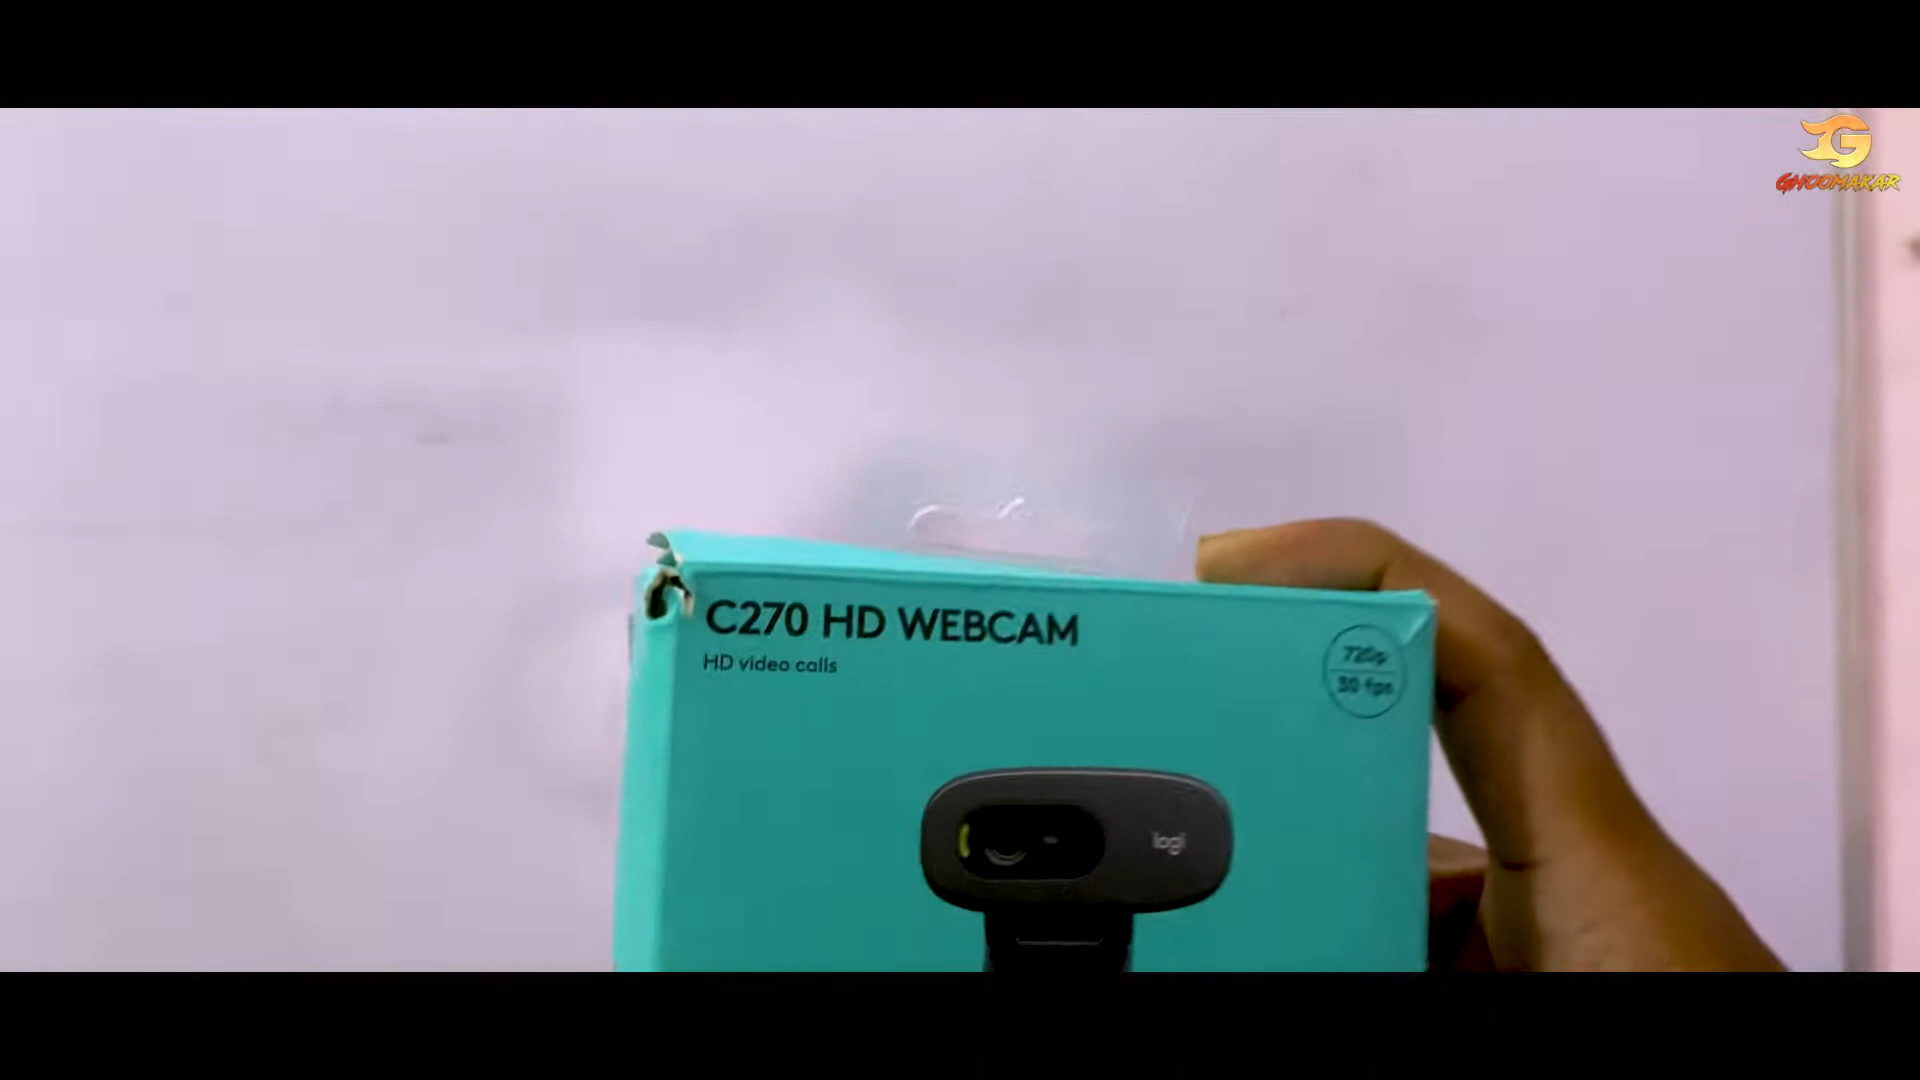 GHOOMAKAR
C270 HD WEBCAM
HD video calls
720p
30 fps
logi